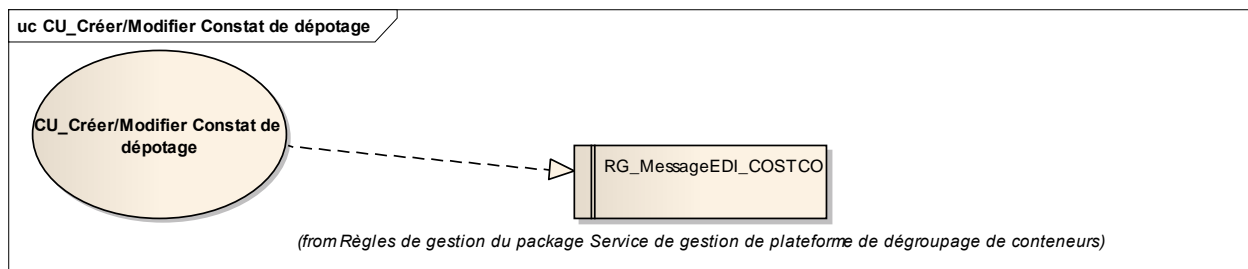 uc CU_Créer/Modifier Constat de dépotage
CU_Créer/Modifier Constat de
dépotage
RG_MessageEDI_COSTCO
(from Règles de gestion du package Service de gestion de plateforme de dégroupage de conteneurs)